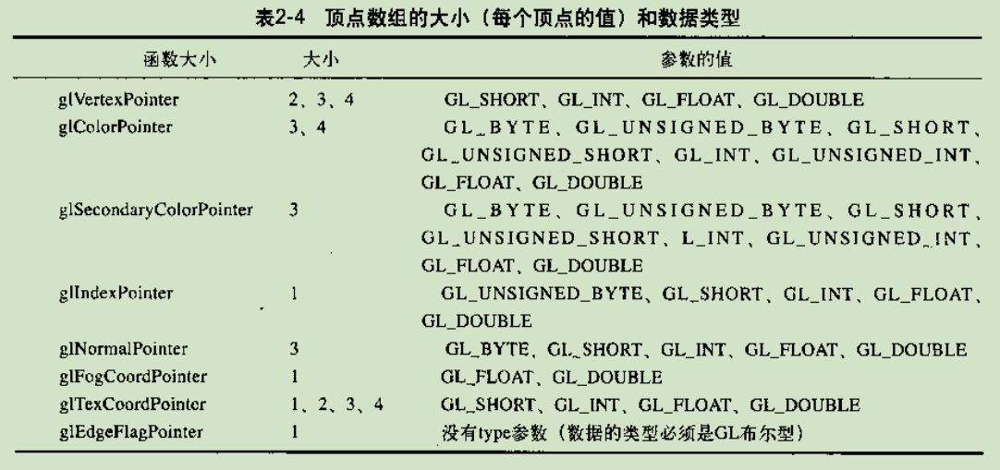 表2-4 顶点数组的大小（每个顶点的值）和数据类型
函数大小 大小 参数的值
glVertexPointer 2、3、4 GL_SHORT、GL_INT、GL_FLOAT、GL_DOUBLE
glColorPointer 3、4 GL_BYTE、GL_UNSIGNED_BYTE、GL_SHORT、
GL_UNSIGNED_SHORT、GL_INT、GL_UNSIGNED_INT、
GL_FLOAT、GL_DOUBLE
glSecondaryColorPointer 3 GL_BYTE、GL_UNSIGNED_BYTE、GL_SHORT、
GL_UNSIGNED_SHORT、L_INT、GL_UNSIGNED_INT、
GL_FLOAT、GL_DOUBLE
glIndexPointer 1 GL_UNSIGNED_BYTE、GL_SHORT、GL_INT、GL_FLOAT、
GL_DOUBLE
glNormalPointer 3 GL_BYTE、GL_SHORT、GL_INT、GL_FLOAT、GL_DOUBLE
glFogCoordPointer 1 GL_FLOAT、GL_DOUBLE
glTexCoordPointer 1、2、3、4 GL_SHORT、GL_INT、GL_FLOAT、GL_DOUBLE
glEdgeFlagPointer 1 没有type参数（数据的类型必须是GL布尔型）